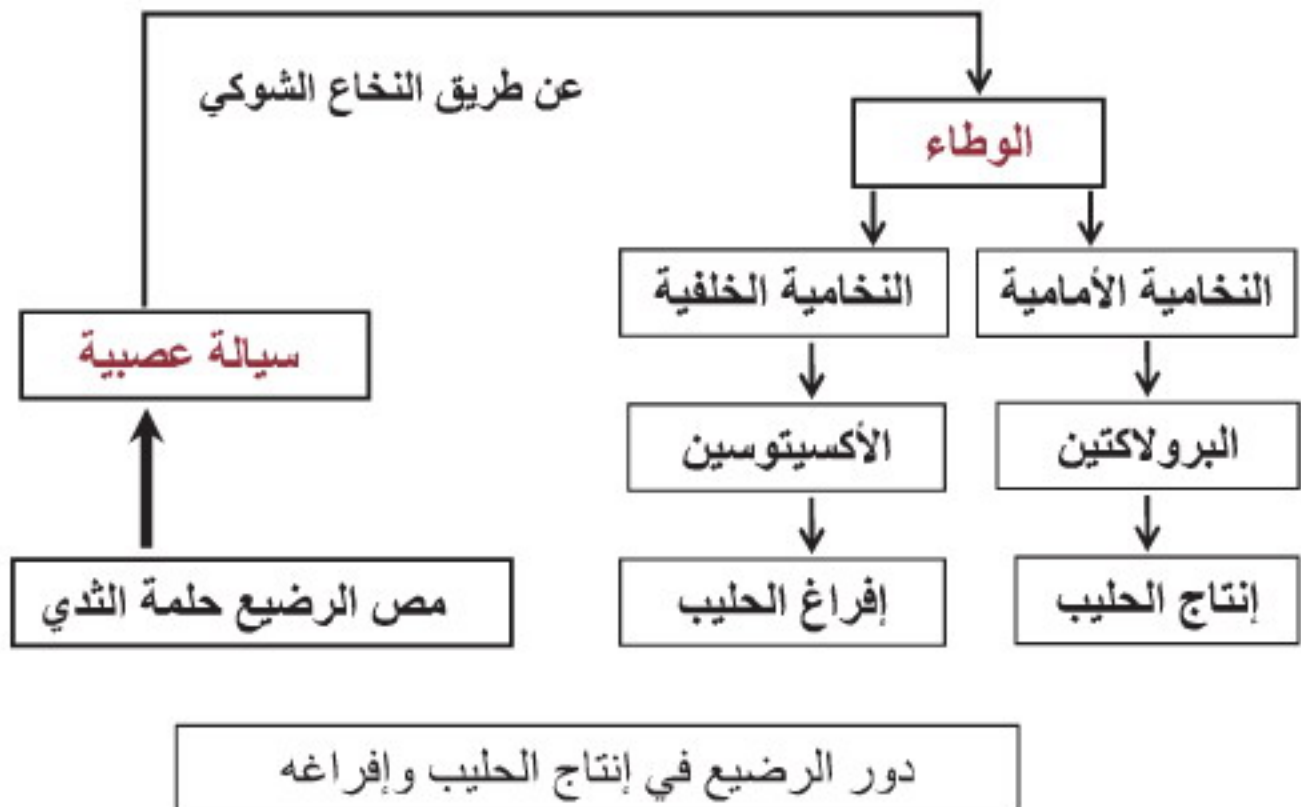 عن طريق النخاع الشوكي
الوطاء
النخامية الأمامية
النخامية الخلفية
سيالة عصبية
البرولاكتين
الأكسيتوسين
إنتاج الحليب
إفراغ الحليب
مص الرضيع حلمة الثدي
دور الرضيع في إنتاج الحليب وإفراغه